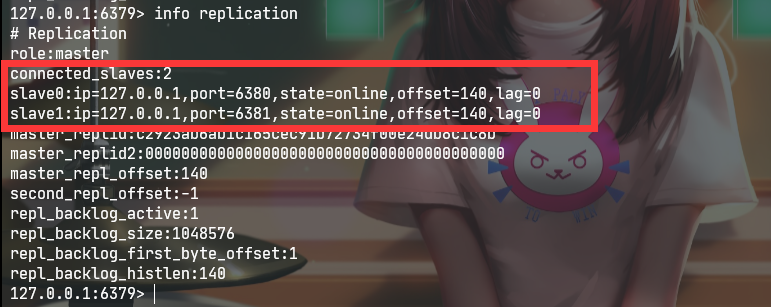 127.0.0.1:6379> info replication
# Replication
role:master
connected_slaves:2
slave0:ip=127.0.0.1,port=6380,state=online,offset=140,lag=0
slave1:ip=127.0.0.1,port=6381,state=online,offset=140,lag=0
master_replid2:0000000000000000000000000000000000000000
master_repl_offset:140
second_repl_offset:-1
repl_backlog_active:1
repl_backlog_size:1048576
repl_backlog_first_byte_offset:1
repl_backlog_histlen:140
127.0.0.1:6379>